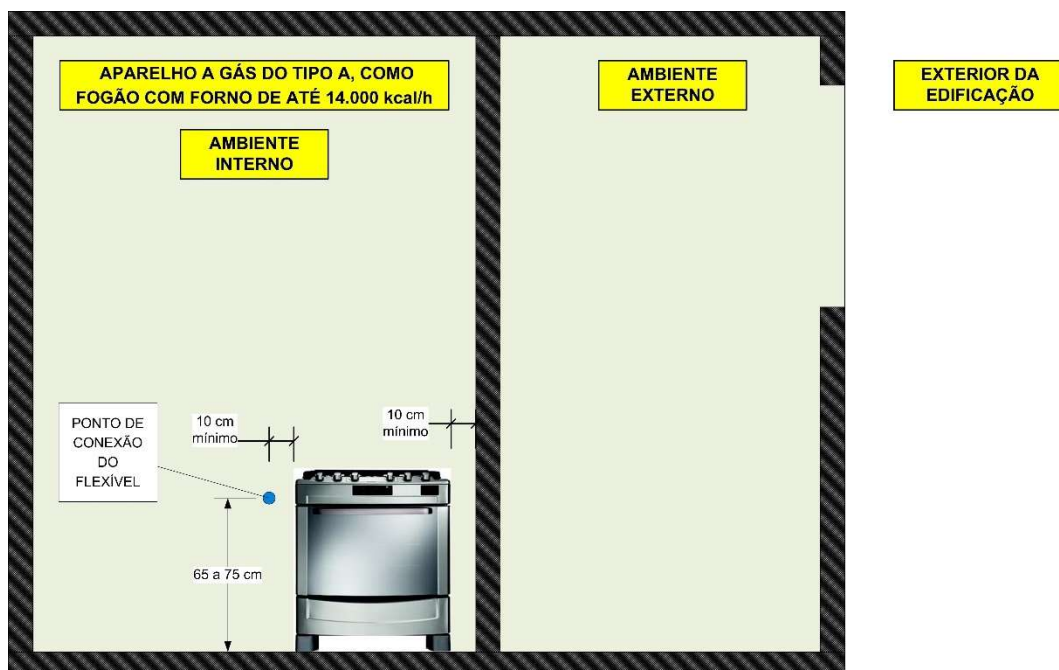 APARELHO A GÁS DO TIPO A, COMO
FOGÃO COM FORNO DE ATÉ 14.000 kcal/h
AMBIENTE
INTERNO
AMBIENTE
EXTERNO
EXTERIOR DA
EDIFICAÇÃO
PONTO DE
CONEXÃO
DO
FLEXÍVEL
10 cm
mínimo
10 cm
mínimo
65 a 75 cm